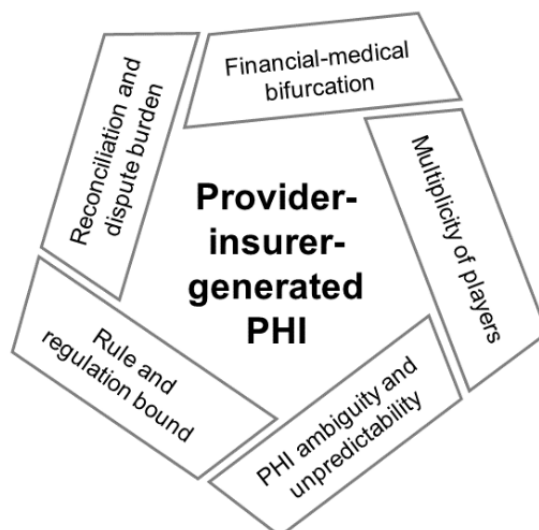 Financial-medical
bifurcation
Multiplicity of players
PHI ambiguity and
unpredictability
Rule and
regulation bound
Reconciliation and
dispute burden
Provider-
insurer-
generated
PHI